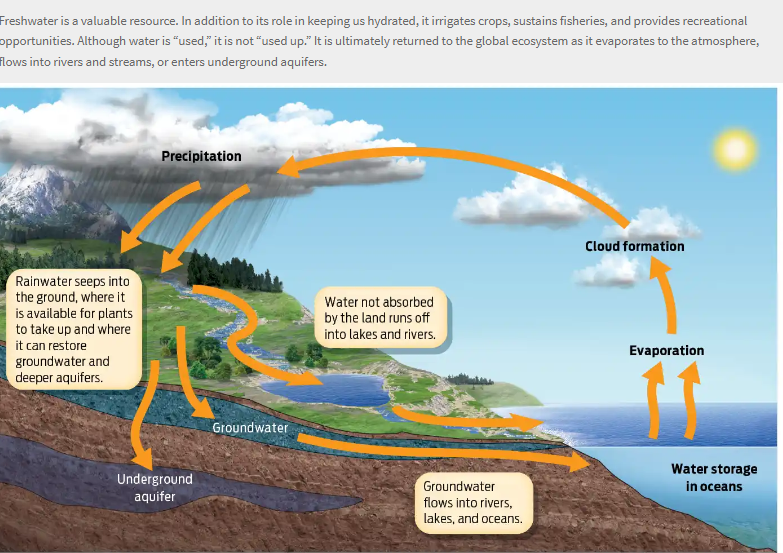 Freshwater is a valuable resource. In addition to its role in keeping us hydrated, it irrigates crops, sustains fisheries, and provides recreational
opportunities. Although water is “used,” it is not “used up.” It is ultimately returned to the global ecosystem as it evaporates to the atmosphere,
flows into rivers and streams, or enters underground aquifers.
Precipitation
Cloud formation
Rainwater seeps into
the ground, where it
is available for plants
to take up and where
it can restore
groundwater and
deeper aquifers.
Water not absorbed
by the land runs off
into lakes and rivers.
Evaporation
Groundwater
Underground
aquifer
Groundwater
flows into rivers,
lakes, and oceans.
Water storage
in oceans